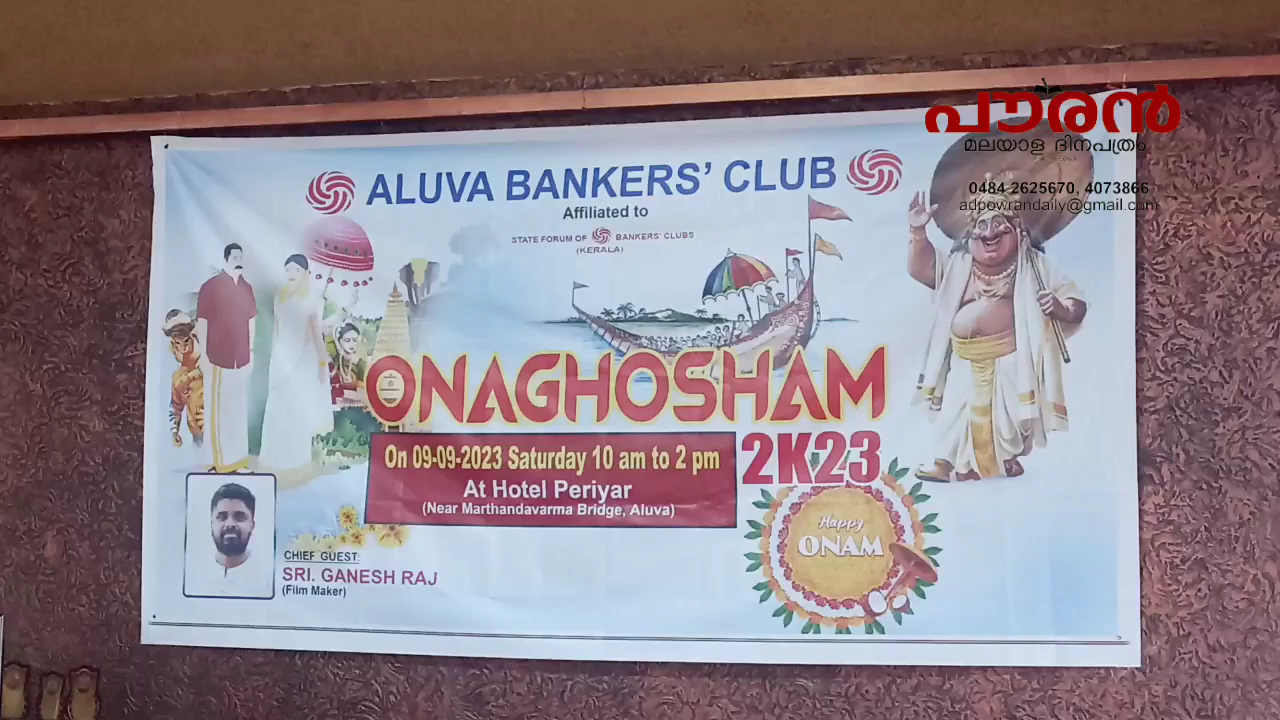 പൗരൻ
മലയാള ദിനപത്രം
0484 2625670, 4073866
adpowrandaily@gmail.com
ALUVA BANKERS' CLUB
Affiliated to
STATE FORUM OF BANKERS' CLUBS
(KERALA)
ONAGHOSHAM
2K23
On 09-09-2023 Saturday 10 am to 2 pm
At Hotel Periyar
(Near Marthandavarma Bridge, Aluva)
Happy
ONAM
CHIEF GUEST:
SRI. GANESH RAJ
(Film Maker)